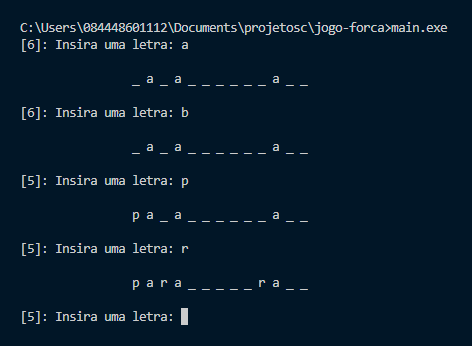 C:\Users\084448601112\Documents\projetosc\jogo-forca>main.exe
[6]: Insira uma letra: a
_ a _ a _ _ _ _ _ _ a _ _
[6]: Insira uma letra: b
_ a _ a _ _ _ _ _ _ a _ _
[5]: Insira uma letra: p
p a _ a _ _ _ _ _ _ a _ _
[5]: Insira uma letra: r
p a r a _ _ _ _ _ r a _ _
[5]: Insira uma letra: